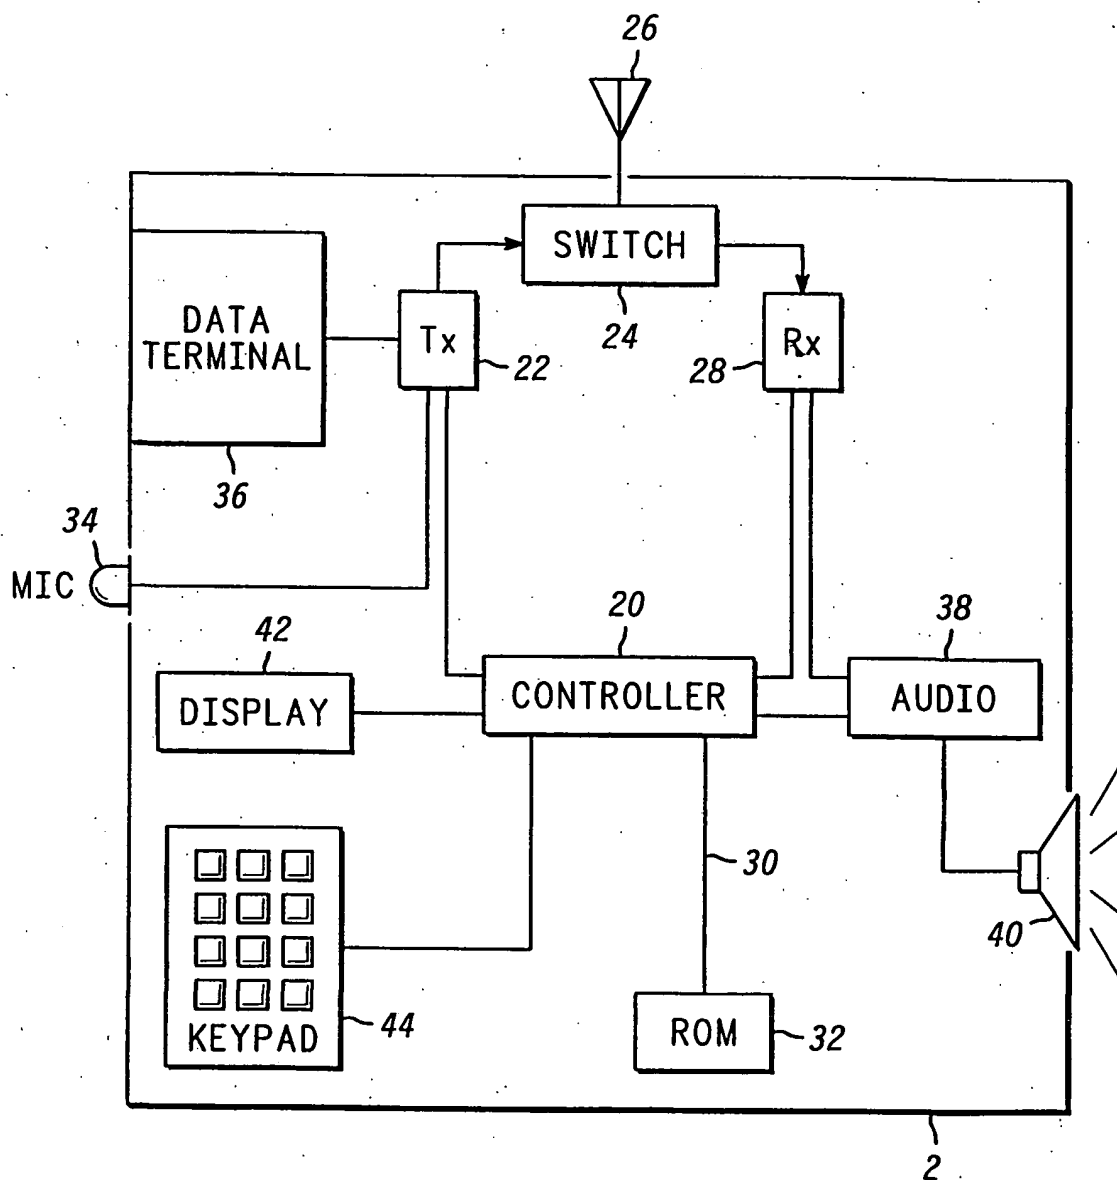 26
SWITCH
24
DATA
TERMINAL
36
Tx
22
Rx
28
34
MIC
42
DISPLAY
20
CONTROLLER
38
AUDIO
30
40
KEYPAD
44
ROM
32
2